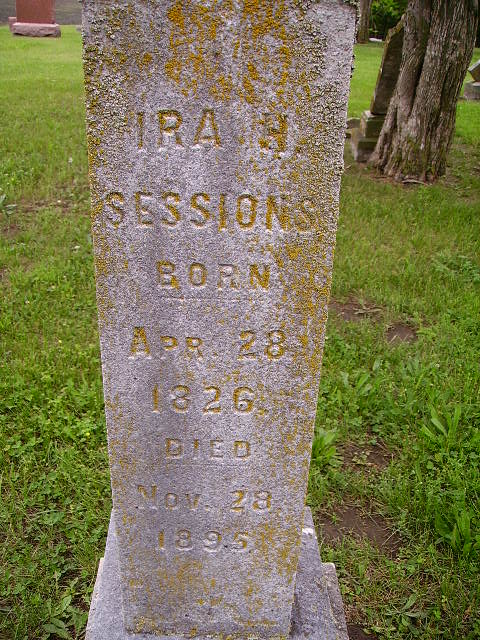 IRA H
SESSIONS
BORN
APR. 28
1826
DIED
NOV. 28
1895